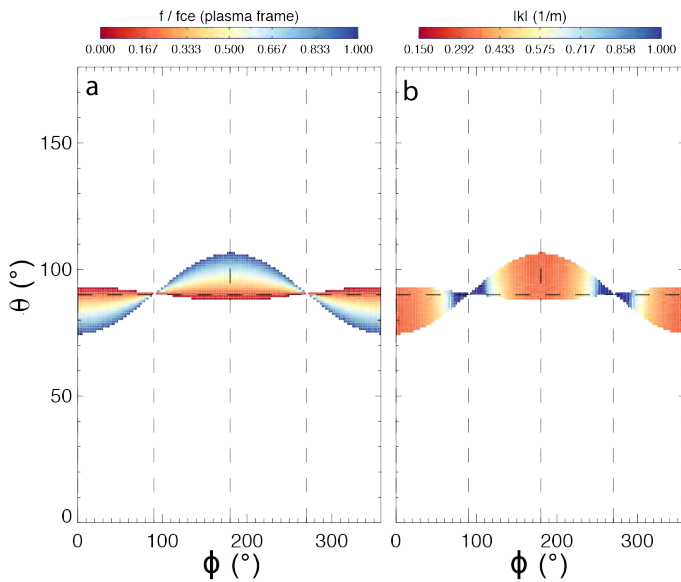 f / fce (plasma frame)
0.000 0.167 0.333 0.500 0.667 0.833 1.000
|k| (1/m)
0.150 0.292 0.433 0.575 0.717 0.858 1.000
a
b
150
100
50
0
θ (°)
0 100 200 300
0 100 200 300
ϕ (°)
ϕ (°)